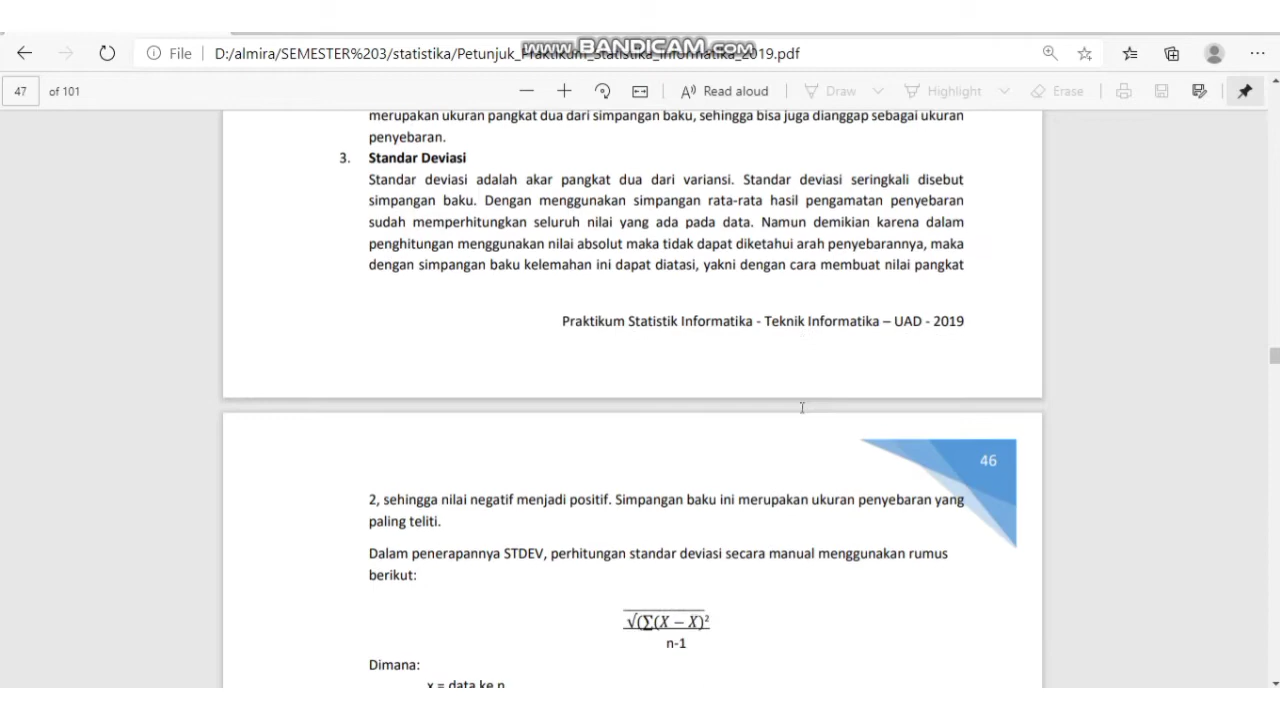 www.BANDICAM.com
File D:/almira/SEMESTER%203/statistika/Petunjuk_Praktikum_Statistika_Informatika_2019.pdf
47 of 101 Read aloud Draw Highlight Erase
merupakan ukuran pangkat dua dari simpangan baku, sehingga bisa juga dianggap sebagai ukuran
penyebaran.
3. Standar Deviasi
Standar deviasi adalah akar pangkat dua dari variansi. Standar deviasi seringkali disebut
simpangan baku. Dengan menggunakan simpangan rata-rata hasil pengamatan penyebaran
sudah memperhitungkan seluruh nilai yang ada pada data. Namun demikian karena dalam
penghitungan menggunakan nilai absolut maka tidak dapat diketahui arah penyebarannya, maka
dengan simpangan baku kelemahan ini dapat diatasi, yakni dengan cara membuat nilai pangkat
Praktikum Statistik Informatika - Teknik Informatika – UAD - 2019
46
2, sehingga nilai negatif menjadi positif. Simpangan baku ini merupakan ukuran penyebaran yang
paling teliti.
Dalam penerapannya STDEV, perhitungan standar deviasi secara manual menggunakan rumus
berikut:
√(∑(X − X)²
n-1
Dimana:
x = data ke n